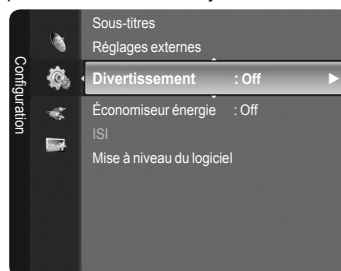 Configuration
Sous-titres
Réglages externes
Divertissement : Off
Économiseur énergie : Off
ISI
Mise à niveau du logiciel